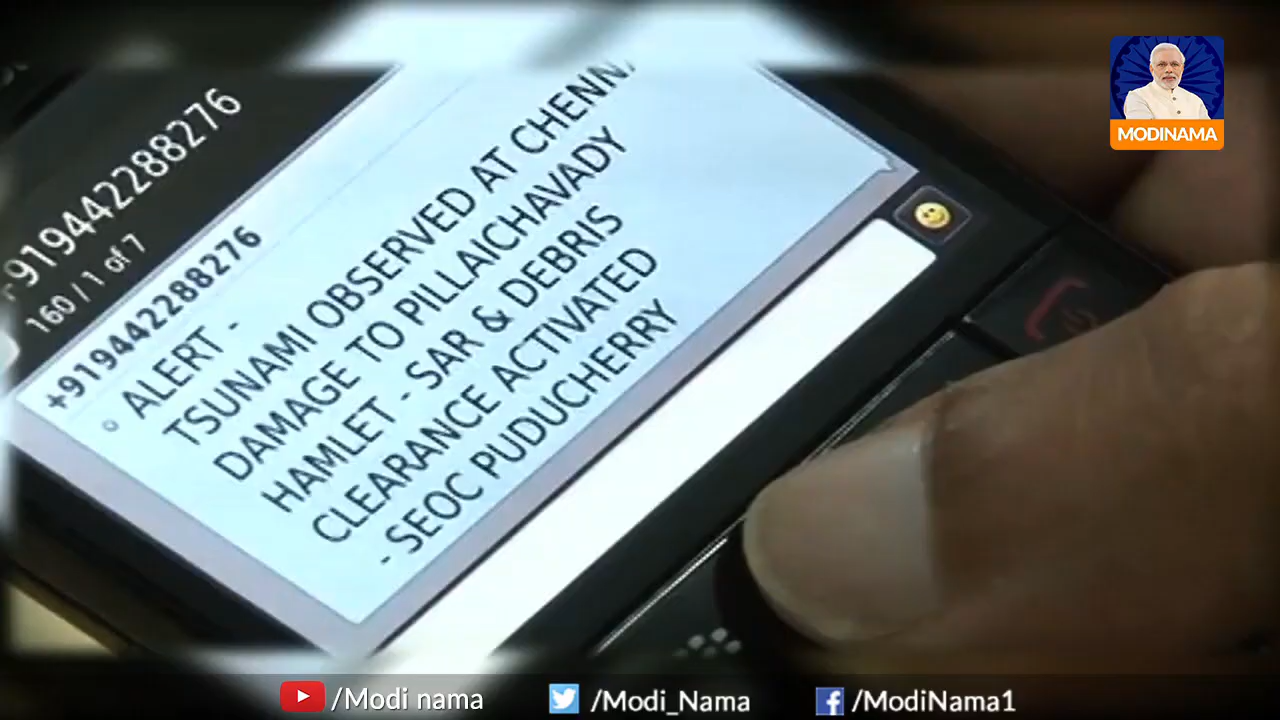 +919442288276
160 / 1 of 7
+919442288276
ALERT -
TSUNAMI OBSERVED AT
DAMAGE TO PILLAICHAVADY
HAMLET - SAR & DEBRIS
CLEARANCE ACTIVATED
- SEOC PUDUCHERRY
MODINAMA
/Modi nama
/Modi_Nama
/ModiNama1